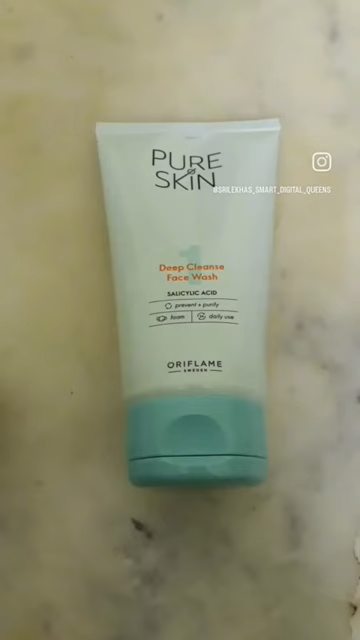 PURE
SKIN
@SRILEKHAS_SMART_DIGITAL_QUEENS
1
Deep Cleanse
Face Wash
SALICYLIC ACID
prevent + purify
foam daily use
ORIFLAME
SWEDEN